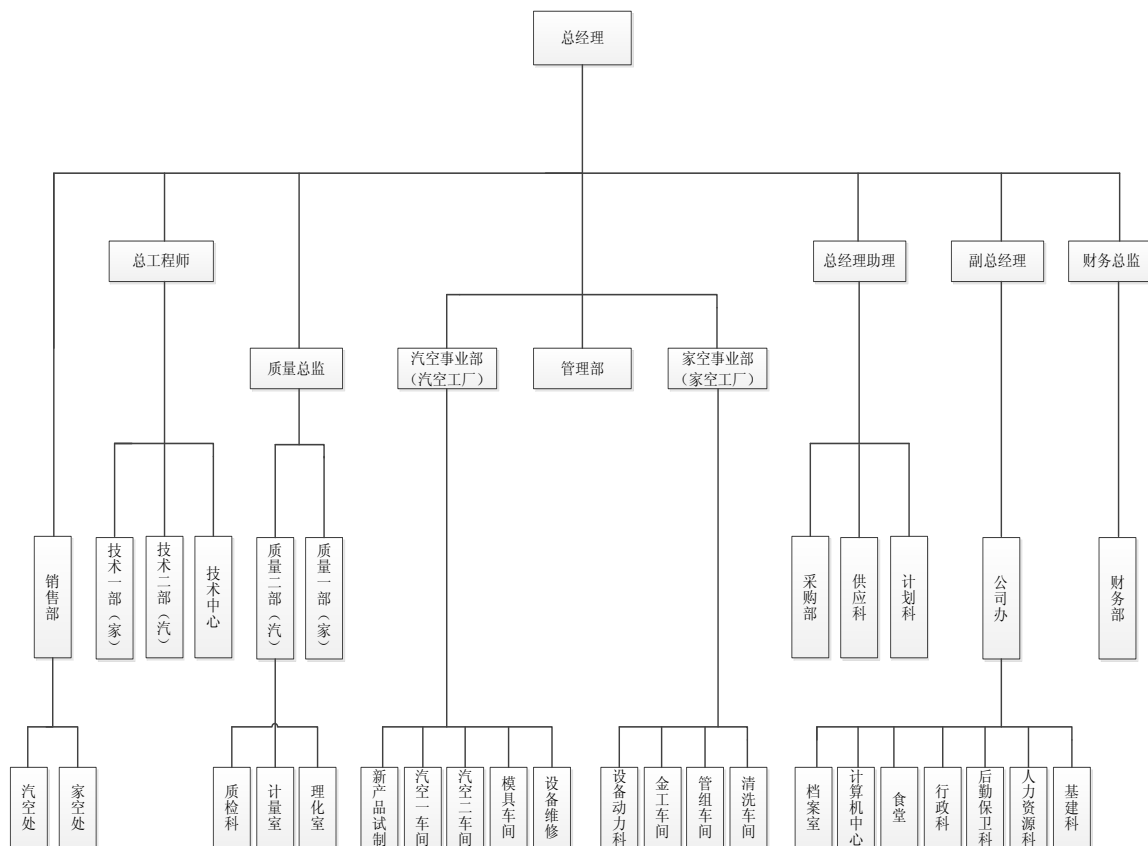 总经理
总工程师
总经理助理
副总经理
财务总监
质量总监
汽空事业部
（汽空工厂）
管理部
家空事业部
（家空工厂）
销售部
技术一部（家）
技术二部（汽）
技术中心
质量二部（汽）
质量一部（家）
采购部
供应科
计划科
公司办
财务部
汽空处
家空处
质检科
计量室
理化室
新产品试制
汽空一车间
汽空二车间
模具车间
设备维修
设备动力科
金工车间
管组车间
清洗车间
档案室
计算机中心
食堂
行政科
后勤保卫科
人力资源科
基建科